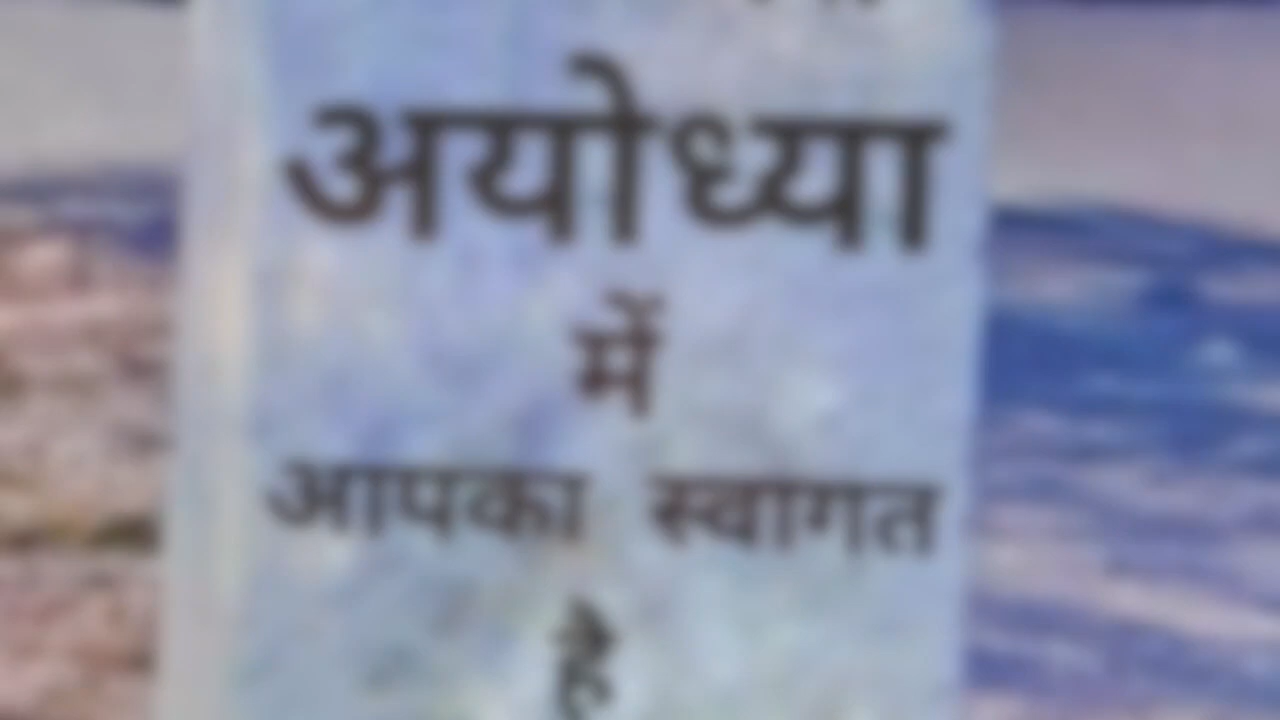 अयोध्या
में
आपका स्वागत
है